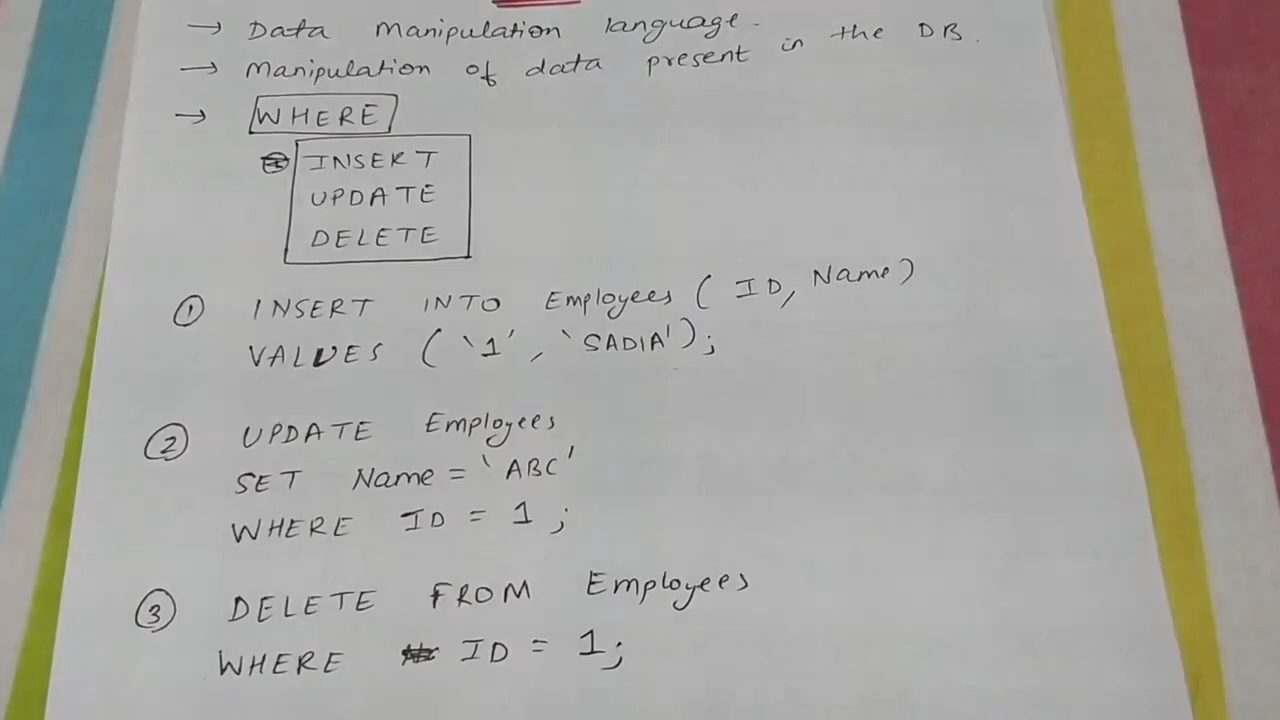 → Data Manipulation language.
→ Manipulation of data present in the DB.
→ WHERE
INSERT
UPDATE
DELETE
① INSERT INTO Employees (ID, Name)
VALUES (‘1’, ‘SADIA’);
② UPDATE Employees
SET Name = ‘ABC’
WHERE ID = 1;
③ DELETE FROM Employees
WHERE ID = 1;